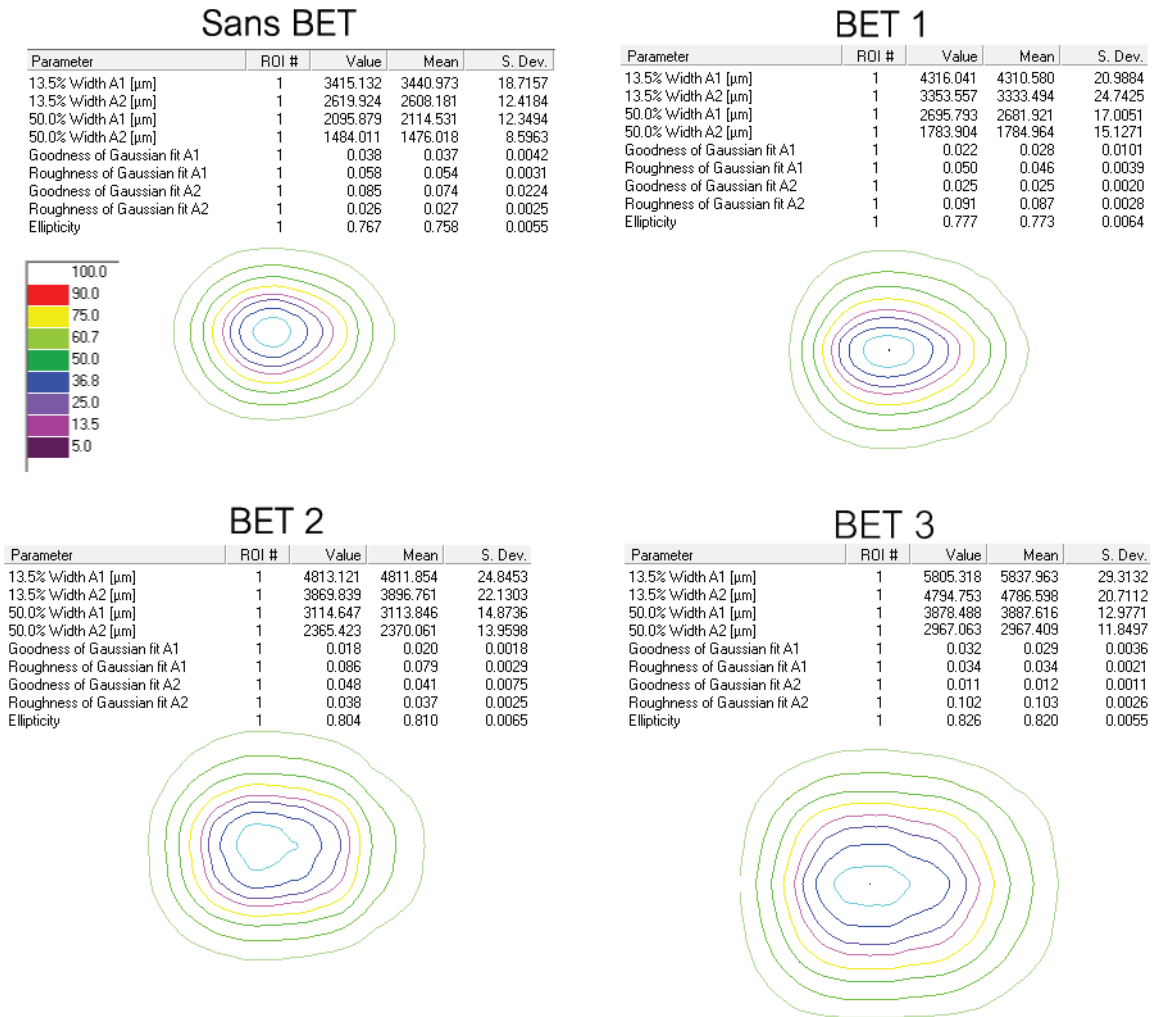 Sans BET
Parameter ROI # Value Mean S. Dev.
13.5% Width A1 [µm] 1 3415.132 3440.973 18.7157
13.5% Width A2 [µm] 1 2619.924 2608.181 12.4184
50.0% Width A1 [µm] 1 2095.879 2114.531 12.3494
50.0% Width A2 [µm] 1 1484.011 1476.018 8.5963
Goodness of Gaussian fit A1 1 0.038 0.037 0.0042
Roughness of Gaussian fit A1 1 0.058 0.054 0.0031
Goodness of Gaussian fit A2 1 0.085 0.074 0.0224
Roughness of Gaussian fit A2 1 0.026 0.027 0.0025
Ellipticity 1 0.767 0.758 0.0055
100.0
90.0
75.0
60.7
50.0
36.8
25.0
13.5
5.0
BET 1
Parameter ROI # Value Mean S. Dev.
13.5% Width A1 [µm] 1 4316.041 4310.580 20.9884
13.5% Width A2 [µm] 1 3353.557 3333.494 24.7425
50.0% Width A1 [µm] 1 2695.793 2681.921 17.0051
50.0% Width A2 [µm] 1 1783.904 1784.964 15.1271
Goodness of Gaussian fit A1 1 0.022 0.028 0.0101
Roughness of Gaussian fit A1 1 0.050 0.046 0.0039
Goodness of Gaussian fit A2 1 0.025 0.025 0.0020
Roughness of Gaussian fit A2 1 0.091 0.087 0.0028
Ellipticity 1 0.777 0.773 0.0064
BET 2
Parameter ROI # Value Mean S. Dev.
13.5% Width A1 [µm] 1 4813.121 4811.854 24.8453
13.5% Width A2 [µm] 1 3869.839 3896.761 22.1303
50.0% Width A1 [µm] 1 3114.647 3113.846 14.8736
50.0% Width A2 [µm] 1 2365.423 2370.061 13.9598
Goodness of Gaussian fit A1 1 0.018 0.020 0.0018
Roughness of Gaussian fit A1 1 0.086 0.079 0.0029
Goodness of Gaussian fit A2 1 0.048 0.041 0.0075
Roughness of Gaussian fit A2 1 0.038 0.037 0.0025
Ellipticity 1 0.804 0.810 0.0065
BET 3
Parameter ROI # Value Mean S. Dev.
13.5% Width A1 [µm] 1 5805.318 5837.963 29.3132
13.5% Width A2 [µm] 1 4794.753 4786.598 20.7112
50.0% Width A1 [µm] 1 3878.488 3887.616 12.9771
50.0% Width A2 [µm] 1 2967.063 2967.409 11.8497
Goodness of Gaussian fit A1 1 0.032 0.029 0.0036
Roughness of Gaussian fit A1 1 0.034 0.034 0.0021
Goodness of Gaussian fit A2 1 0.011 0.012 0.0011
Roughness of Gaussian fit A2 1 0.102 0.103 0.0026
Ellipticity 1 0.826 0.820 0.0055